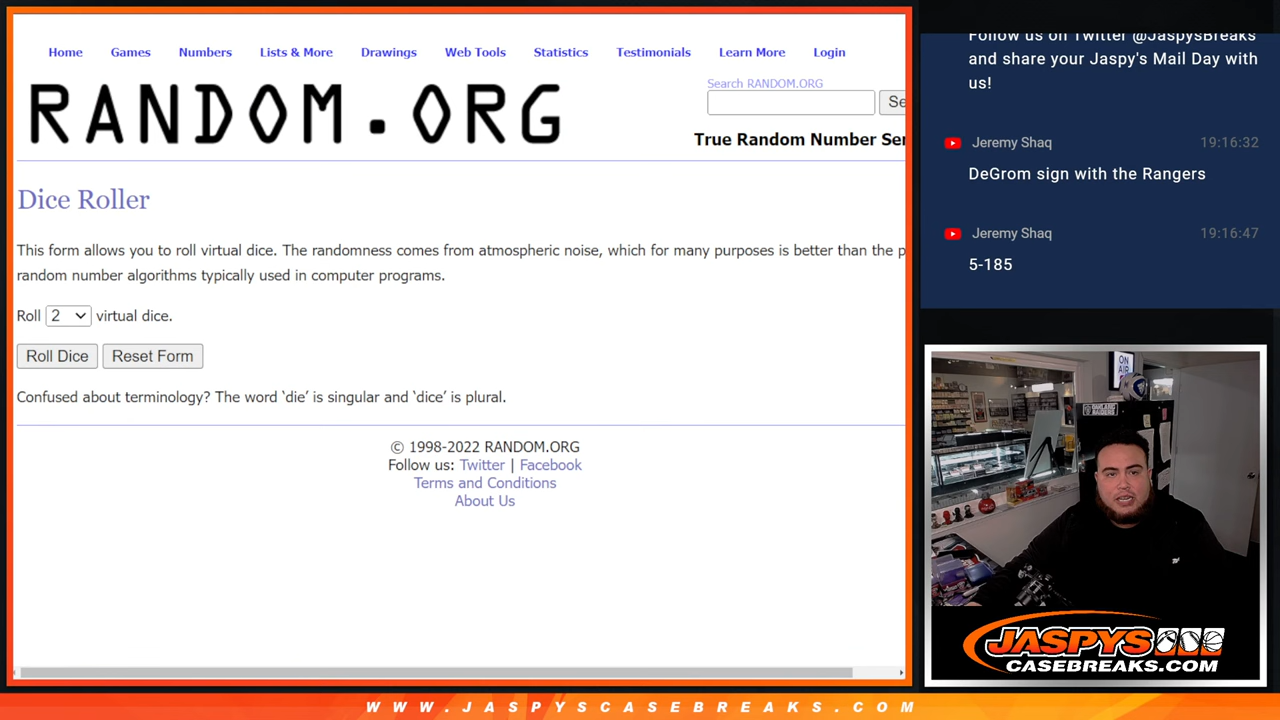 Home Games Numbers Lists & More Drawings Web Tools Statistics Testimonials Learn More Login
RANDOM.ORG
Search RANDOM.ORG
Se
True Random Number Ser
Dice Roller
This form allows you to roll virtual dice. The randomness comes from atmospheric noise, which for many purposes is better than the p
random number algorithms typically used in computer programs.
Roll 2 virtual dice.
Roll Dice Reset Form
Confused about terminology? The word ‘die’ is singular and ‘dice’ is plural.
© 1998-2022 RANDOM.ORG
Follow us: Twitter | Facebook
Terms and Conditions
About Us
Follow us on Twitter @JaspysBreaks
and share your Jaspy's Mail Day with
us!
Jeremy Shaq 19:16:32
DeGrom sign with the Rangers
Jeremy Shaq 19:16:47
5-185
ON
AIR
OAKLAND
RAIDERS
JASPYS
CASEBREAKS.COM
WWW.JASPYSCASEBREAKS.COM